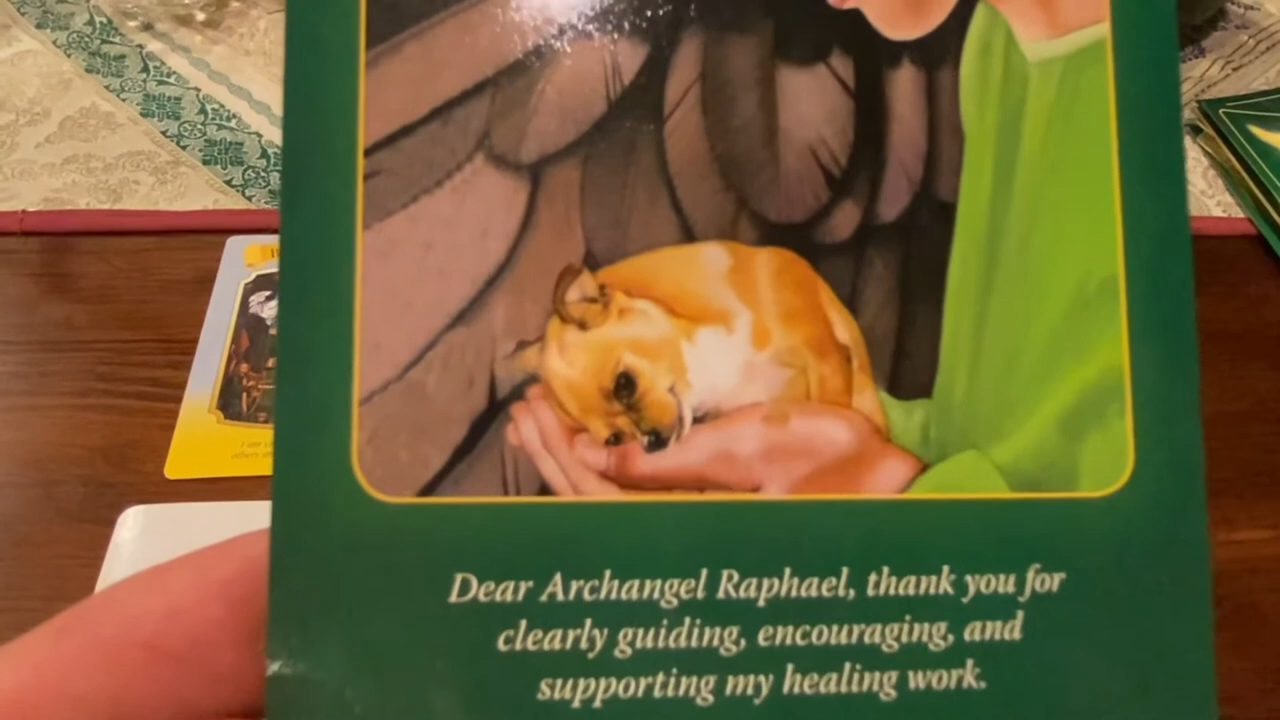 Dear Archangel Raphael, thank you for
clearly guiding, encouraging, and
supporting my healing work.